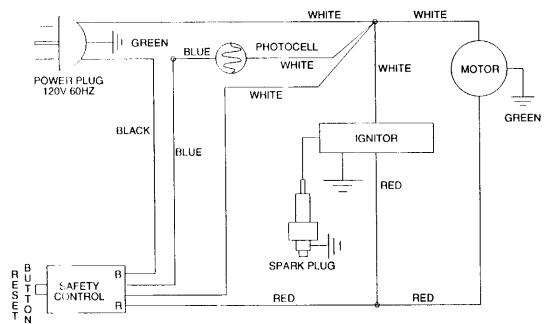 WHITE
WHITE
GREEN
BLUE
PHOTOCELL
WHITE
WHITE
MOTOR
POWER PLUG
120V 60HZ
WHITE
GREEN
BLACK
BLUE
IGNITOR
RED
SPARK PLUG
RESET
BUTTON
SAFETY
CONTROL
B
R
RED
RED